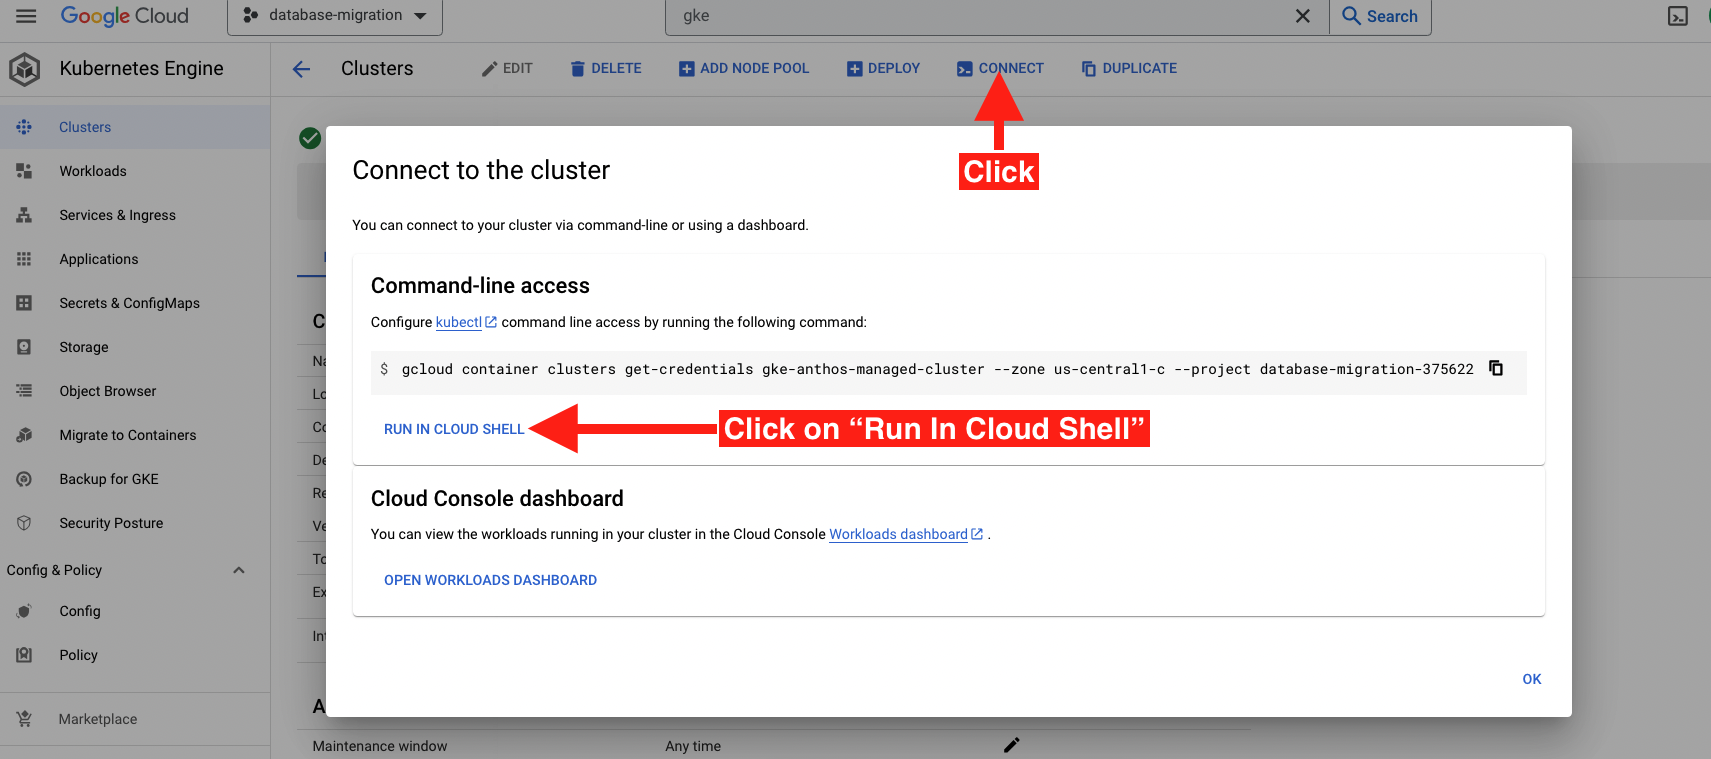 Google Cloud
database-migration
gke
Search
Kubernetes Engine
Clusters
EDIT
DELETE
ADD NODE POOL
DEPLOY
CONNECT
DUPLICATE
Clusters
Workloads
Services & Ingress
Applications
Secrets & ConfigMaps
Storage
Object Browser
Migrate to Containers
Backup for GKE
Security Posture
Config & Policy
Config
Policy
Marketplace
Click
Connect to the cluster
You can connect to your cluster via command-line or using a dashboard.
Command-line access
Configure kubectl command line access by running the following command:
$ gcloud container clusters get-credentials gke-anthos-managed-cluster --zone us-central1-c --project database-migration-375622
RUN IN CLOUD SHELL
Click on “Run In Cloud Shell”
Cloud Console dashboard
You can view the workloads running in your cluster in the Cloud Console Workloads dashboard .
OPEN WORKLOADS DASHBOARD
OK
Maintenance window
Any time